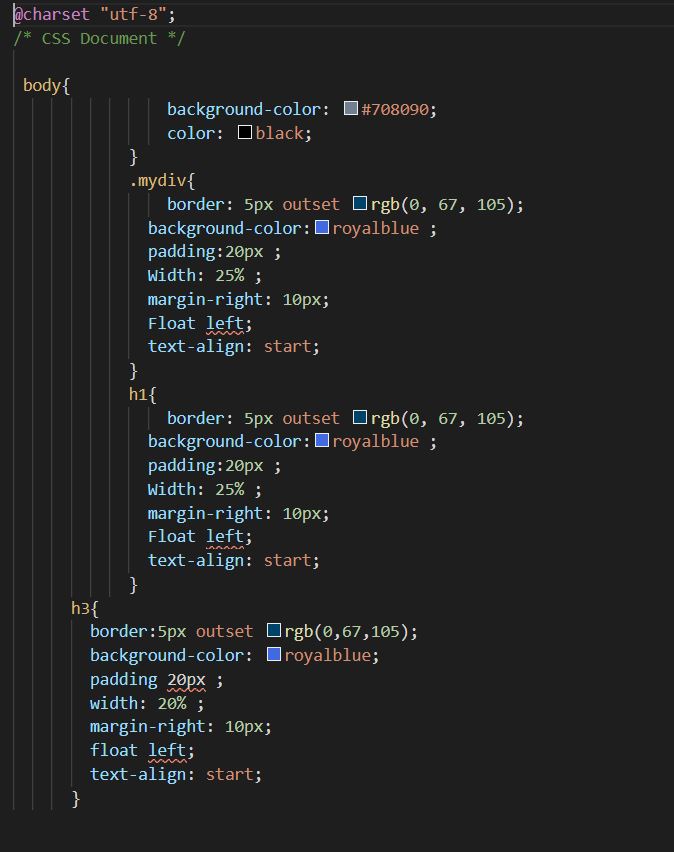 @charset "utf-8";
/* CSS Document */
body{
background-color: #708090;
color: black;
}
.mydiv{
border: 5px outset rgb(0, 67, 105);
background-color: royalblue ;
padding:20px ;
Width: 25% ;
margin-right: 10px;
Float left;
text-align: start;
}
h1{
border: 5px outset rgb(0, 67, 105);
background-color: royalblue ;
padding:20px ;
Width: 25% ;
margin-right: 10px;
Float left;
text-align: start;
}
h3{
border:5px outset rgb(0,67,105);
background-color: royalblue;
padding 20px ;
width: 20% ;
margin-right: 10px;
float left;
text-align: start;
}